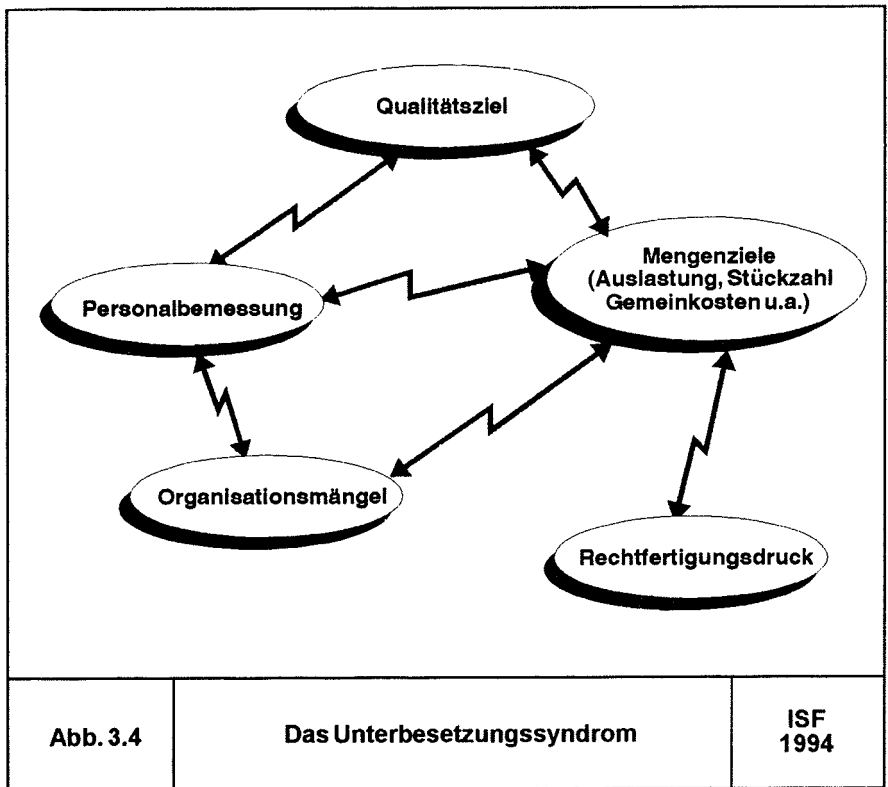 Qualitätsziel
Mengenziele
(Auslastung, Stückzahl
Gemeinkosten u.a.)
Personalbemessung
Organisationsmängel
Rechtfertigungsdruck
Abb. 3.4
Das Unterbesetzungssyndrom
ISF
1994